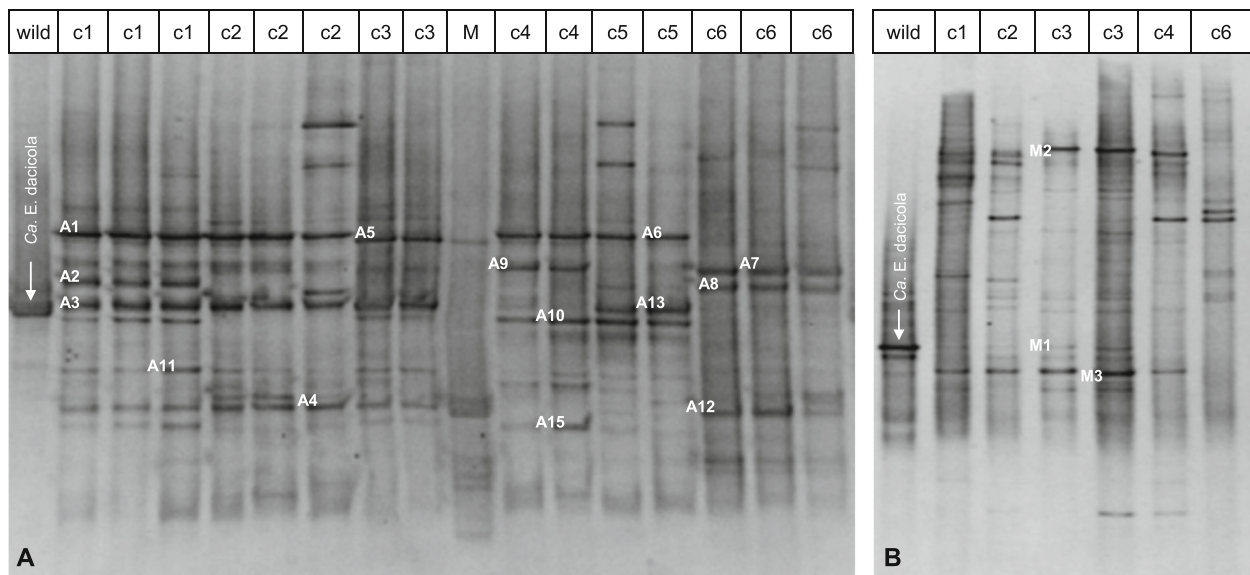 wild c1 c1 c1 c2 c2 c2 c3 c3 M c4 c4 c5 c5 c6 c6 c6
Ca. E. dacicola
A1
A5
A6
A9
A7
A2
A8
A3
A13
A10
A11
A4
A12
A15
A
wild c1 c2 c3 c3 c4 c6
M2
Ca. E. dacicola
M1
M3
B